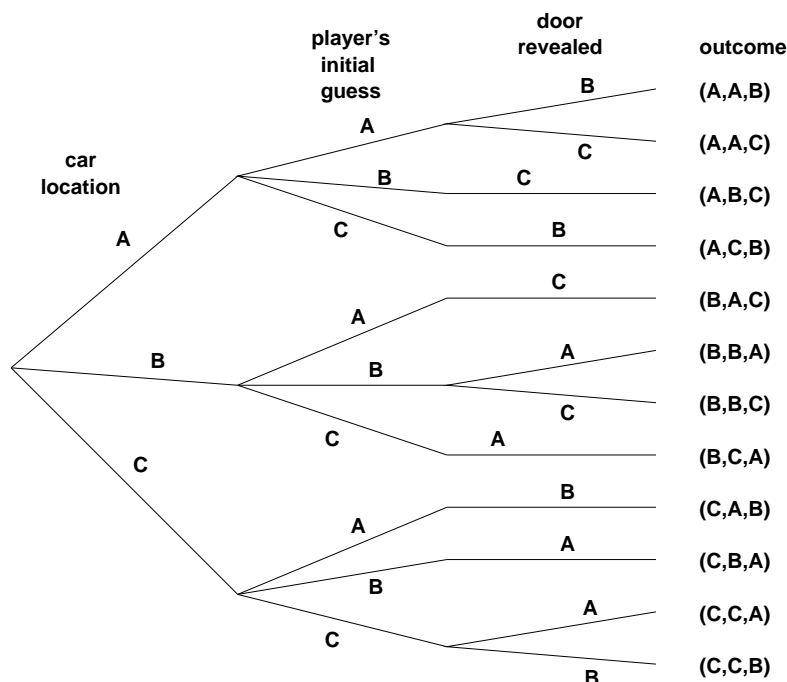 door
player's
revealed
outcome
initial
guess
B
(A,A,B)
A
C
(A,A,C)
car
location
B
C
(A,B,C)
A
C
B
(A,C,B)
C
(B,A,C)
A
B
B
A
(B,B,A)
C
(B,B,C)
C
A
(B,C,A)
C
B
(C,A,B)
A
A
(C,B,A)
B
A
(C,C,A)
C
B
(C,C,B)